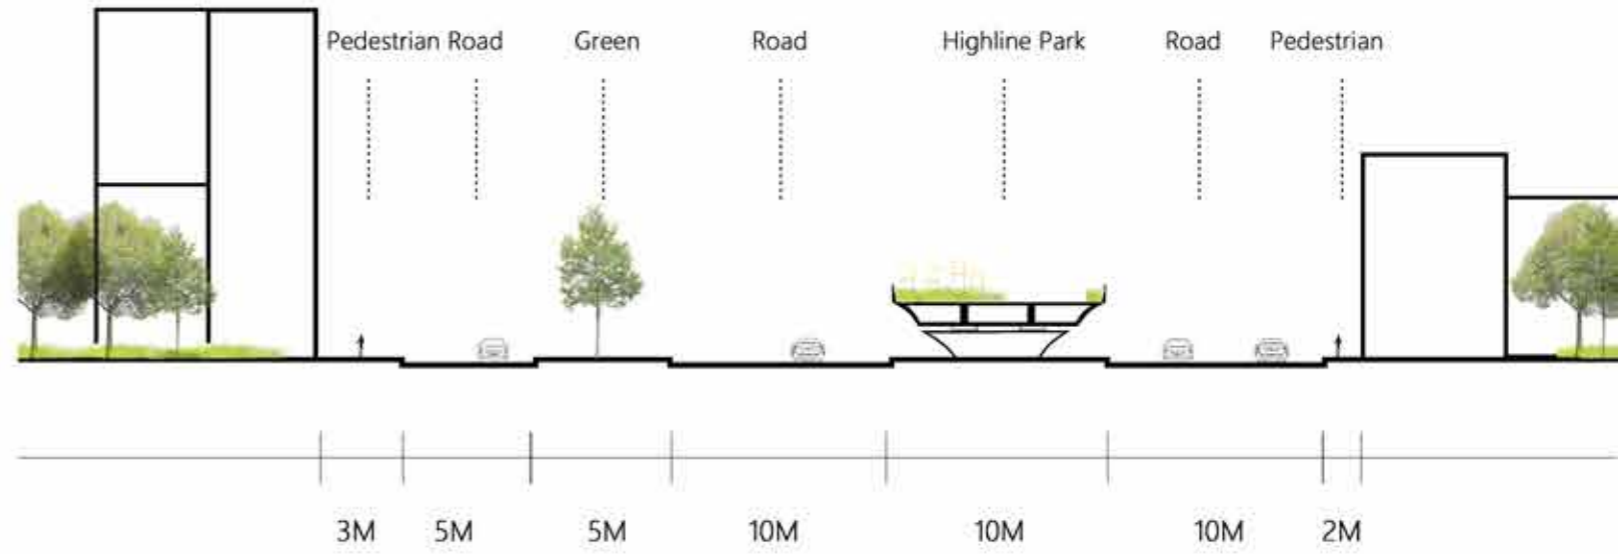 Pedestrian Road Green Road Highline Park Road Pedestrian
3M 5M 5M 10M 10M 10M 2M